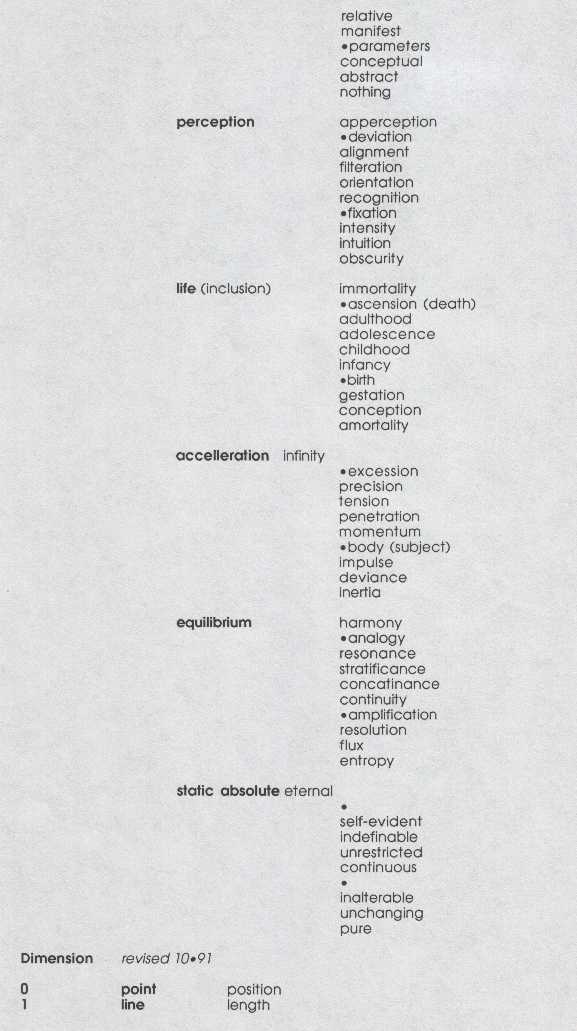 relative
manifest
•parameters
conceptual
abstract
nothing
perception apperception
•deviation
alignment
filteration
orientation
recognition
•fixation
intensity
intuition
obscurity
life (inclusion) immortality
•ascension (death)
adulthood
adolescence
childhood
infancy
•birth
gestation
conception
amortality
accelleration infinity
•excession
precision
tension
penetration
momentum
•body (subject)
impulse
deviance
inertia
equilibrium harmony
•analogy
resonance
stratificance
concatinance
continuity
•amplification
resolution
flux
entropy
static absolute eternal
•
self-evident
indefinable
unrestricted
continuous
•
inalterable
unchanging
pure
Dimension revised 10•91
0 point position
1 line length